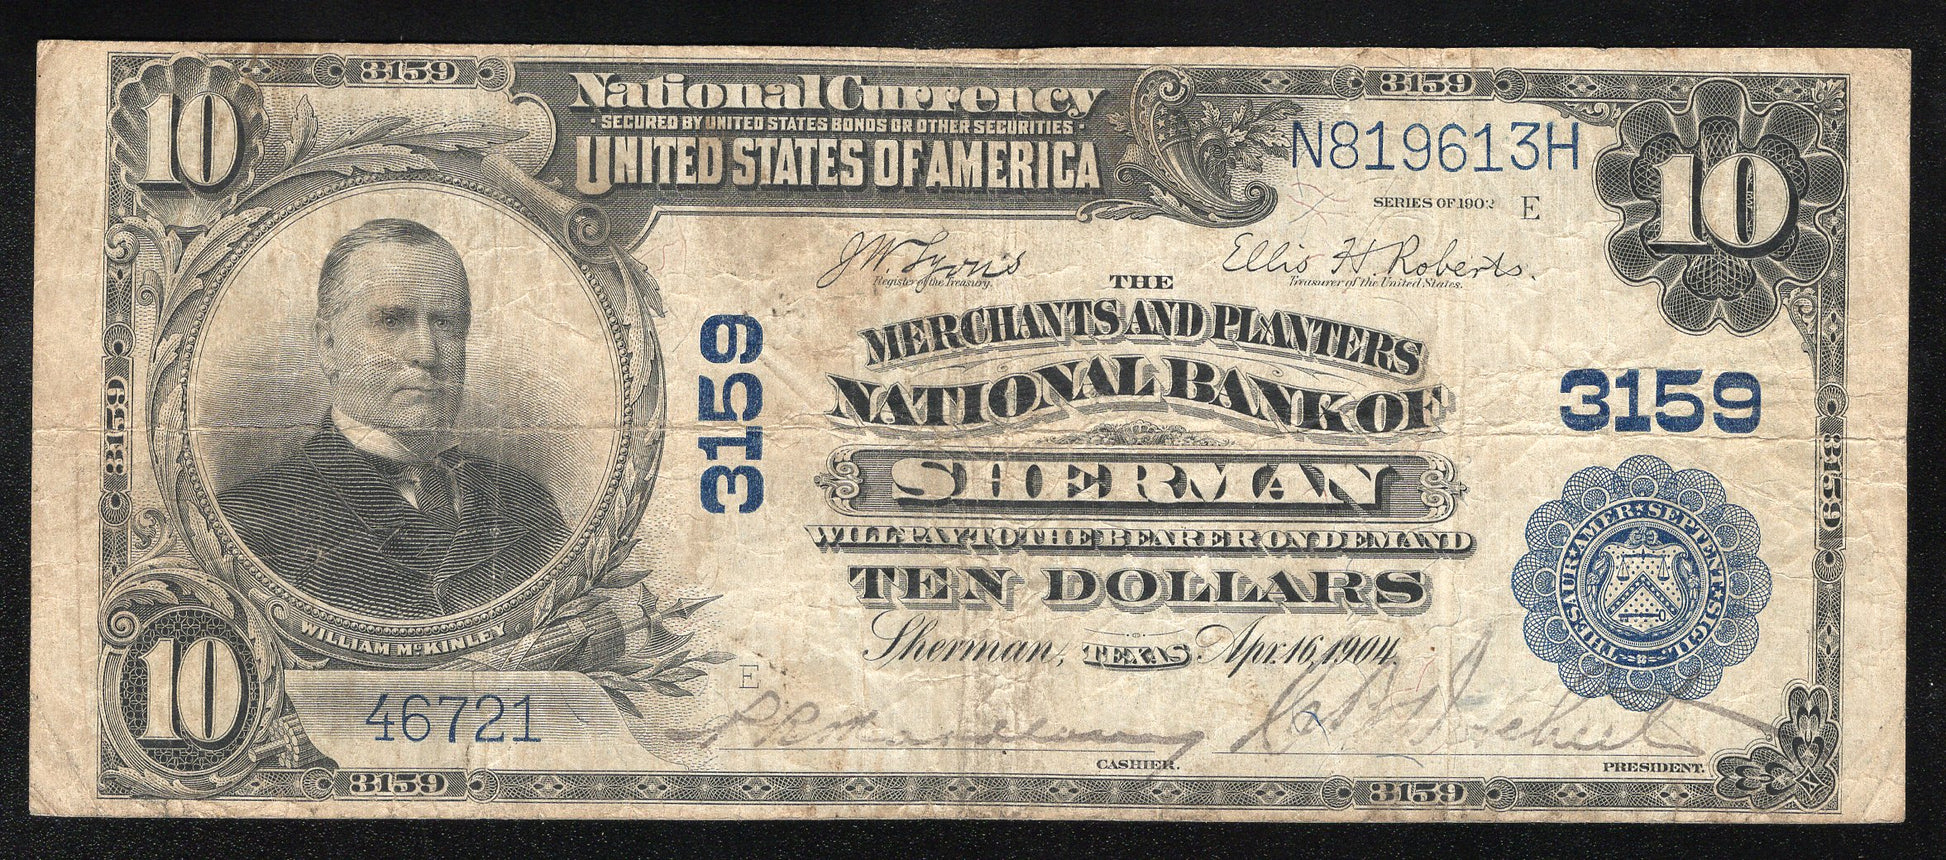 3159
3159
10
National Currency
SECURED BY UNITED STATES BONDS OR OTHER SECURITIES
UNITED STATES OF AMERICA
N819613H
SERIES OF 1902 E
10
J.W. Lyons
Register of the Treasury.
Ellis H. Roberts.
Treasurer of the United States.
THE
MERCHANTS AND PLANTERS
NATIONAL BANK OF
SHERMAN
WILL PAY TO THE BEARER ON DEMAND
TEN DOLLARS
Sherman, TEXAS Apr. 16, 1904
3159
3159
3159
3159
THESAUR. AMER. SEPTENT. SIGIL.
WILLIAM McKINLEY
10
46721
E
CASHIER.
PRESIDENT.
3159
3159
N